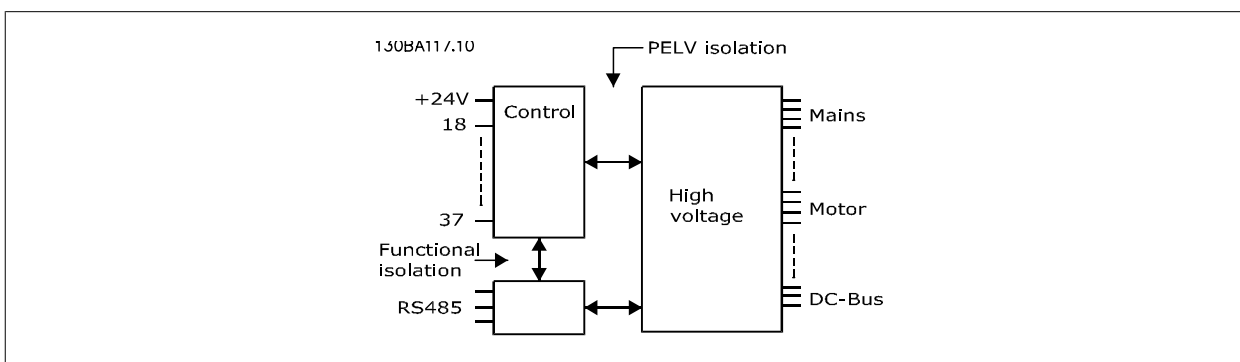 130BA117.10
PELV isolation
+24V
Control
Mains
18
High
voltage
37
Motor
Functional
isolation
RS485
DC-Bus